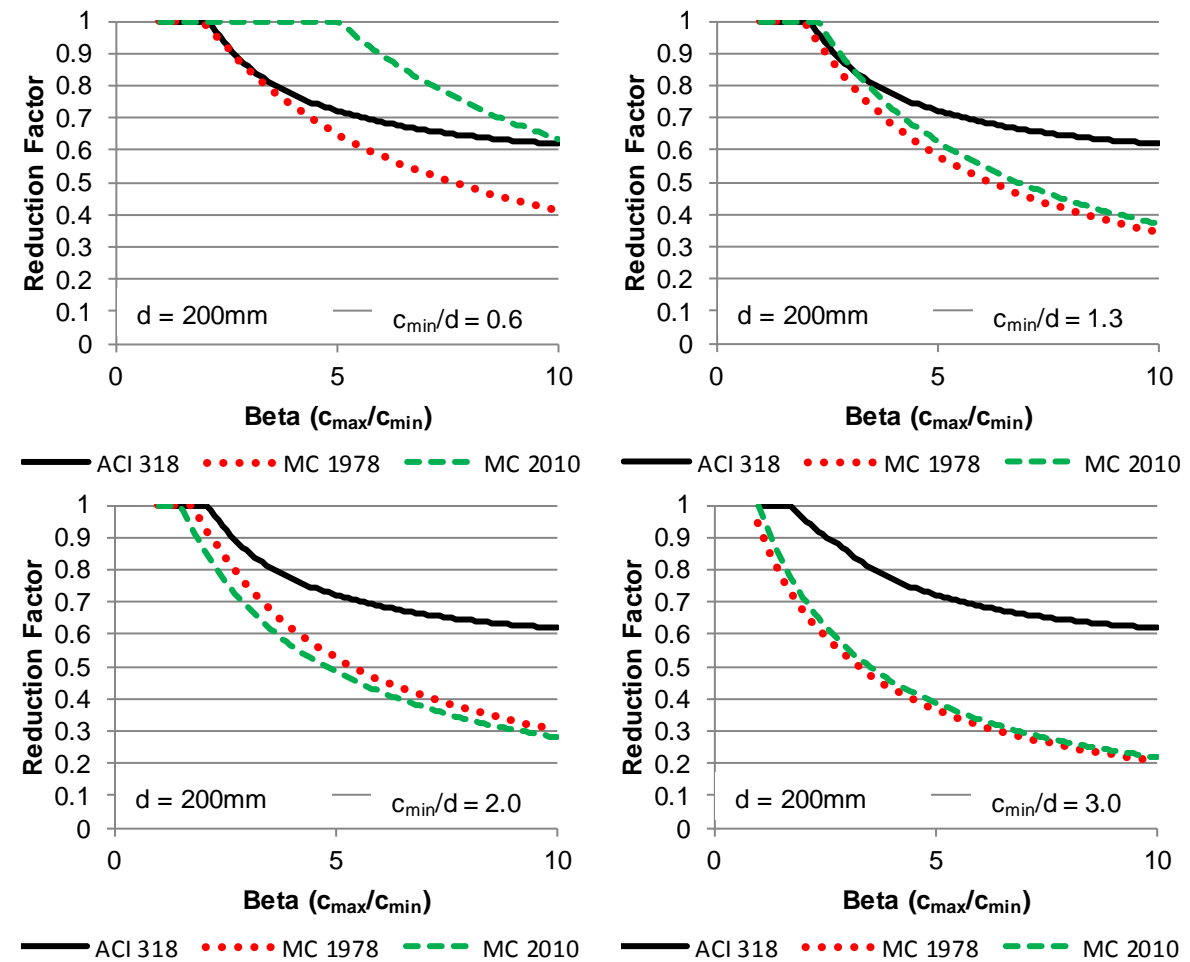 Reduction Factor
1
0.9
0.8
0.7
0.6
0.5
0.4
0.3
0.2
0.1
0
d = 200mm
cmin/d = 0.6
0
5
10
Beta (cmax/cmin)
ACI 318
MC 1978
MC 2010
Reduction Factor
1
0.9
0.8
0.7
0.6
0.5
0.4
0.3
0.2
0.1
0
d = 200mm
cmin/d = 1.3
0
5
10
Beta (cmax/cmin)
ACI 318
MC 1978
MC 2010
Reduction Factor
1
0.9
0.8
0.7
0.6
0.5
0.4
0.3
0.2
0.1
0
d = 200mm
cmin/d = 2.0
0
5
10
Beta (cmax/cmin)
ACI 318
MC 1978
MC 2010
Reduction Factor
1
0.9
0.8
0.7
0.6
0.5
0.4
0.3
0.2
0.1
0
d = 200mm
cmin/d = 3.0
0
5
10
Beta (cmax/cmin)
ACI 318
MC 1978
MC 2010